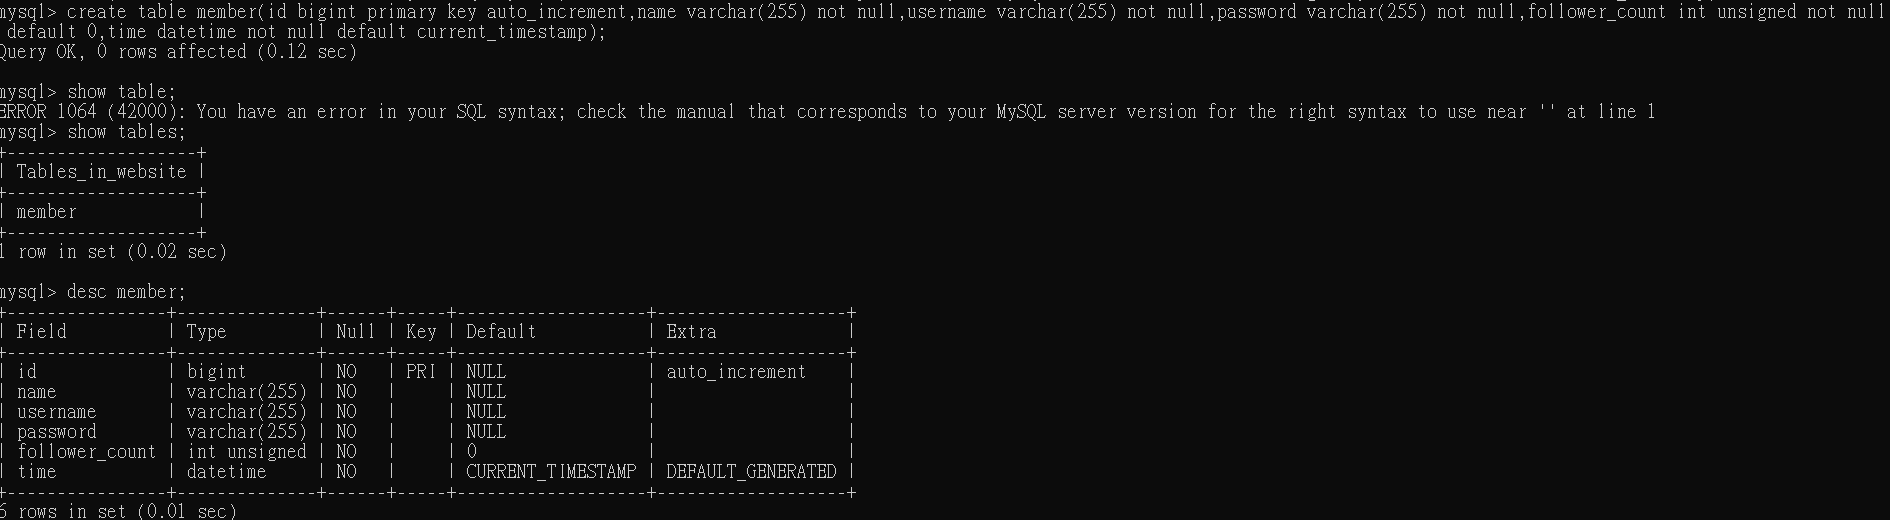 mysql> create table member(id bigint primary key auto_increment,name varchar(255) not null,username varchar(255) not null,password varchar(255) not null,follower_count int unsigned not null
 default 0,time datetime not null default current_timestamp);
Query OK, 0 rows affected (0.12 sec)

mysql> show table;
ERROR 1064 (42000): You have an error in your SQL syntax; check the manual that corresponds to your MySQL server version for the right syntax to use near '' at line 1
mysql> show tables;
+-------------------+
| Tables_in_website |
+-------------------+
| member            |
+-------------------+
1 row in set (0.02 sec)

mysql> desc member;
+----------------+--------------+------+-----+-------------------+-------------------+
| Field          | Type         | Null | Key | Default           | Extra             |
+----------------+--------------+------+-----+-------------------+-------------------+
| id             | bigint       | NO   | PRI | NULL              | auto_increment    |
| name           | varchar(255) | NO   |     | NULL              |                   |
| username       | varchar(255) | NO   |     | NULL              |                   |
| password       | varchar(255) | NO   |     | NULL              |                   |
| follower_count | int unsigned | NO   |     | 0                 |                   |
| time           | datetime     | NO   |     | CURRENT_TIMESTAMP | DEFAULT_GENERATED |
+----------------+--------------+------+-----+-------------------+-------------------+
6 rows in set (0.01 sec)